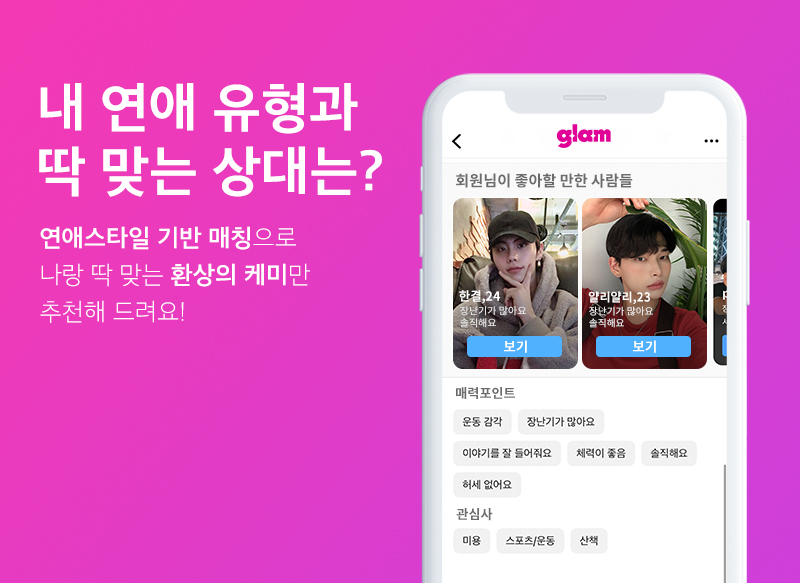 내 연애 유형과
딱 맞는 상대는?
연애스타일 기반 매칭으로
나랑 딱 맞는 환상의 케미만
추천해 드려요!
glam
회원님이 좋아할 만한 사람들
한결,24
장난기가 많아요
솔직해요
보기
얄리얄리,23
장난기가 많아요
솔직해요
보기
매력포인트
운동 감각 장난기가 많아요
이야기를 잘 들어줘요 체력이 좋음 솔직해요
허세 없어요
관심사
미용 스포츠/운동 산책